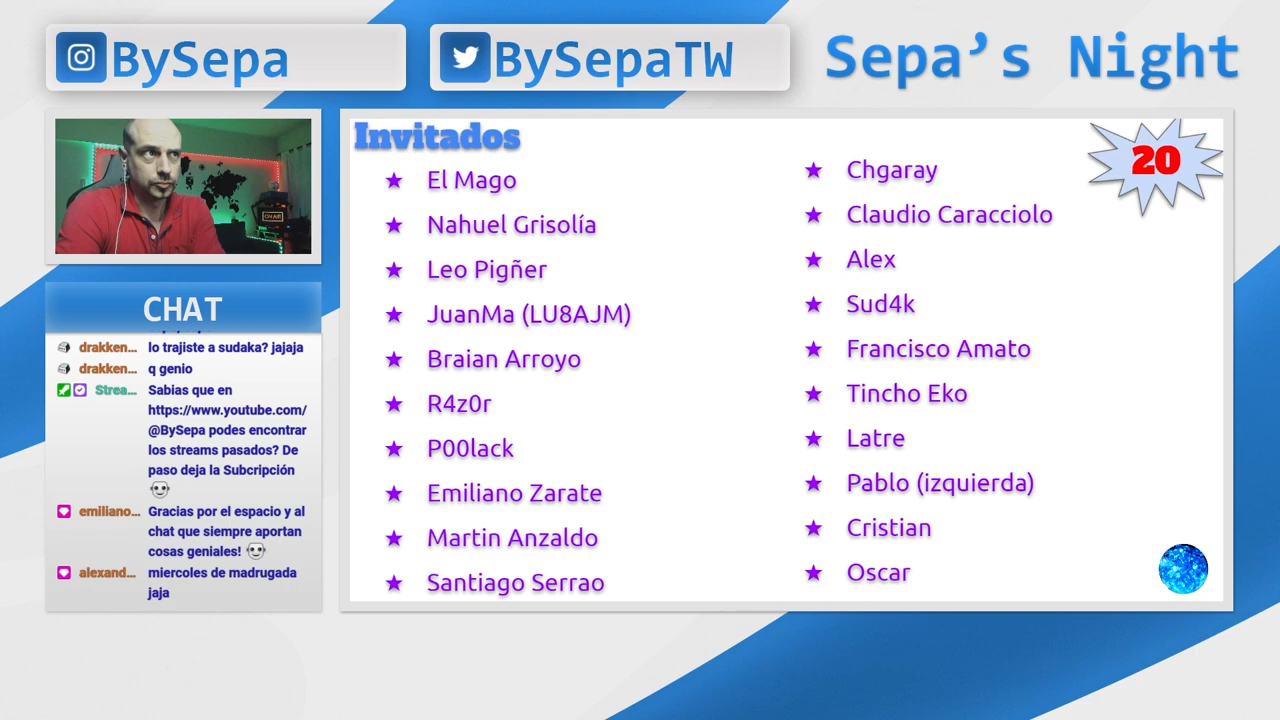 BySepa
BySepaTW
Sepa’s Night
CHAT
drakken... lo trajiste a sudaka? jajaja
drakken... q genio
Strea... Sabias que en
https://www.youtube.com/
@BySepa podes encontrar
los streams pasados? De
paso deja la Subcripción
emiliano... Gracias por el espacio y al
chat que siempre aportan
cosas geniales!
alexand... miercoles de madrugada
jaja
Invitados
El Mago
Nahuel Grisolía
Leo Pigñer
JuanMa (LU8AJM)
Braian Arroyo
R4z0r
P00lack
Emiliano Zarate
Martin Anzaldo
Santiago Serrao
Chgaray
Claudio Caracciolo
Alex
Sud4k
Francisco Amato
Tincho Eko
Latre
Pablo (izquierda)
Cristian
Oscar
20
ON AIR